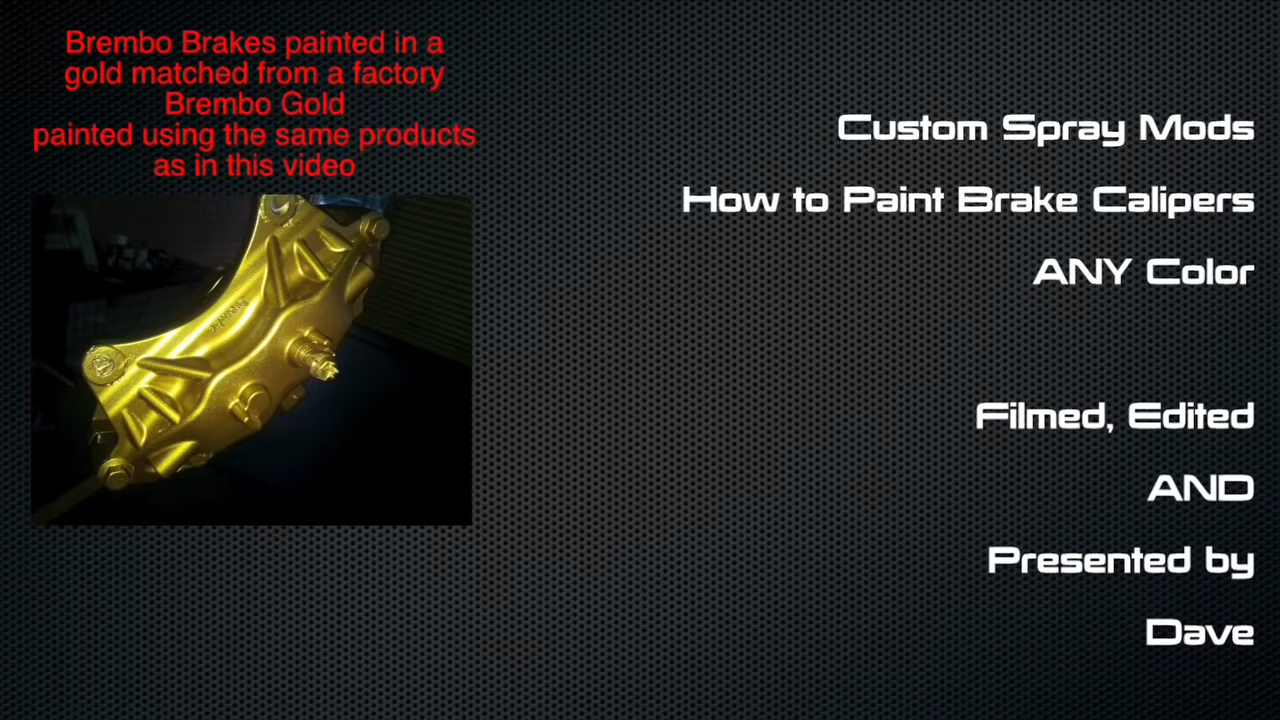 Brembo Brakes painted in a
gold matched from a factory
Brembo Gold
painted using the same products
as in this video
Custom Spray Mods
How to Paint Brake Calipers
ANY Color
Filmed, Edited
AND
Presented by
Dave